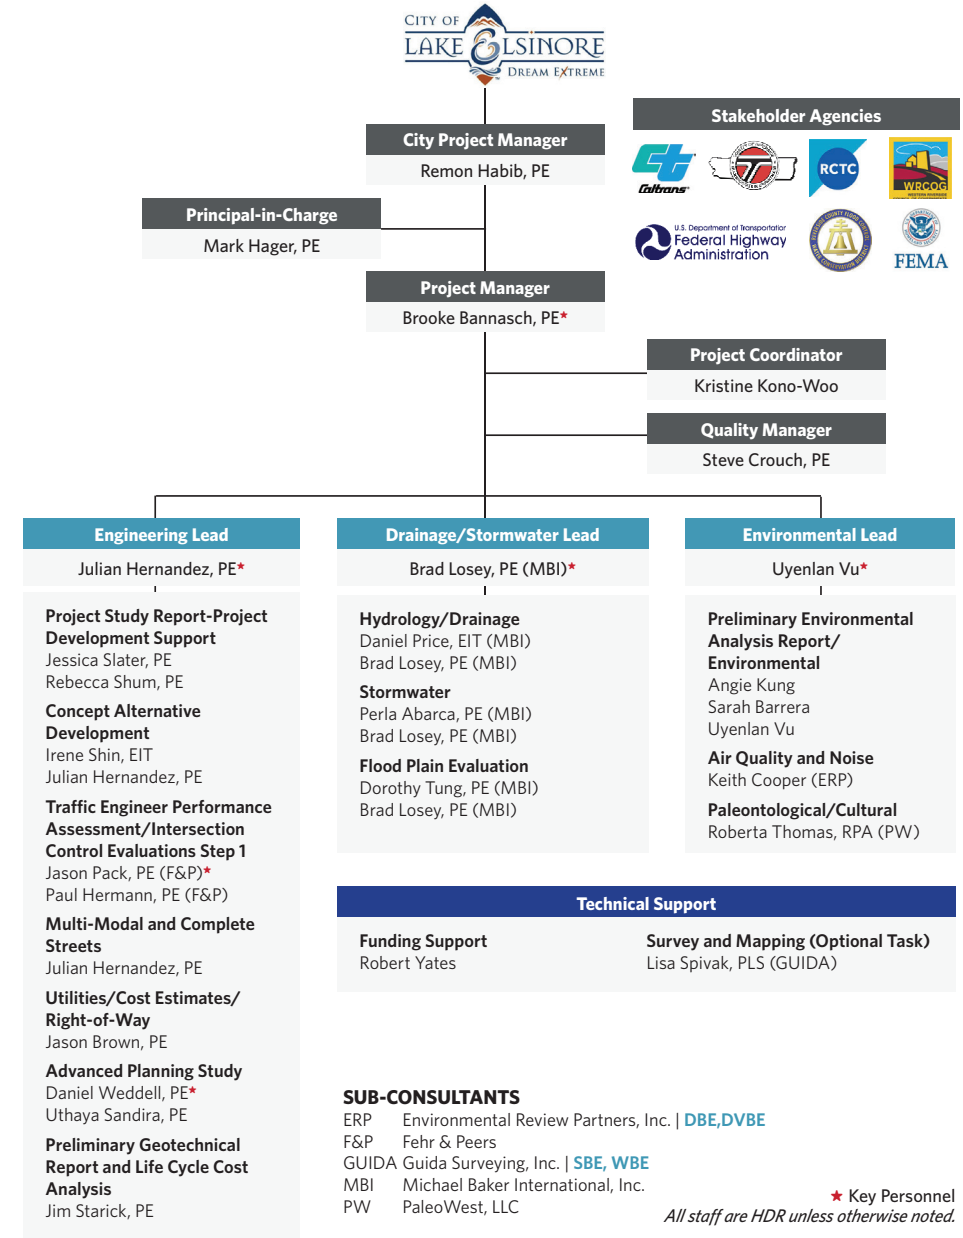 CITY OF
LAKE ELSINORE
DREAM EXTREME
City Project Manager
Remon Habib, PE
Stakeholder Agencies
Caltrans
RCTC
WRCOG
U.S. Department of Transportation
Federal Highway
Administration
FEMA
Principal-in-Charge
Mark Hager, PE
Project Manager
Brooke Bannasch, PE★
Project Coordinator
Kristine Kono-Woo
Quality Manager
Steve Crouch, PE
Engineering Lead
Julian Hernandez, PE★
Project Study Report-Project
Development Support
Jessica Slater, PE
Rebecca Shum, PE
Concept Alternative
Development
Irene Shin, EIT
Julian Hernandez, PE
Traffic Engineer Performance
Assessment/Intersection
Control Evaluations Step 1
Jason Pack, PE (F&P)★
Paul Hermann, PE (F&P)
Multi-Modal and Complete
Streets
Julian Hernandez, PE
Utilities/Cost Estimates/
Right-of-Way
Jason Brown, PE
Advanced Planning Study
Daniel Weddell, PE★
Uthaya Sandira, PE
Preliminary Geotechnical
Report and Life Cycle Cost
Analysis
Jim Starick, PE
Drainage/Stormwater Lead
Brad Losey, PE (MBI)★
Hydrology/Drainage
Daniel Price, EIT (MBI)
Brad Losey, PE (MBI)
Stormwater
Perla Abarca, PE (MBI)
Brad Losey, PE (MBI)
Flood Plain Evaluation
Dorothy Tung, PE (MBI)
Brad Losey, PE (MBI)
Environmental Lead
Uyenlan Vu★
Preliminary Environmental
Analysis Report/
Environmental
Angie Kung
Sarah Barrera
Uyenlan Vu
Air Quality and Noise
Keith Cooper (ERP)
Paleontological/Cultural
Roberta Thomas, RPA (PW)
Technical Support
Funding Support
Robert Yates
Survey and Mapping (Optional Task)
Lisa Spivak, PLS (GUIDA)
SUB-CONSULTANTS
ERP Environmental Review Partners, Inc. | DBE,DVBE
F&P Fehr & Peers
GUIDA Guida Surveying, Inc. | SBE, WBE
MBI Michael Baker International, Inc.
PW PaleoWest, LLC
★ Key Personnel
All staff are HDR unless otherwise noted.